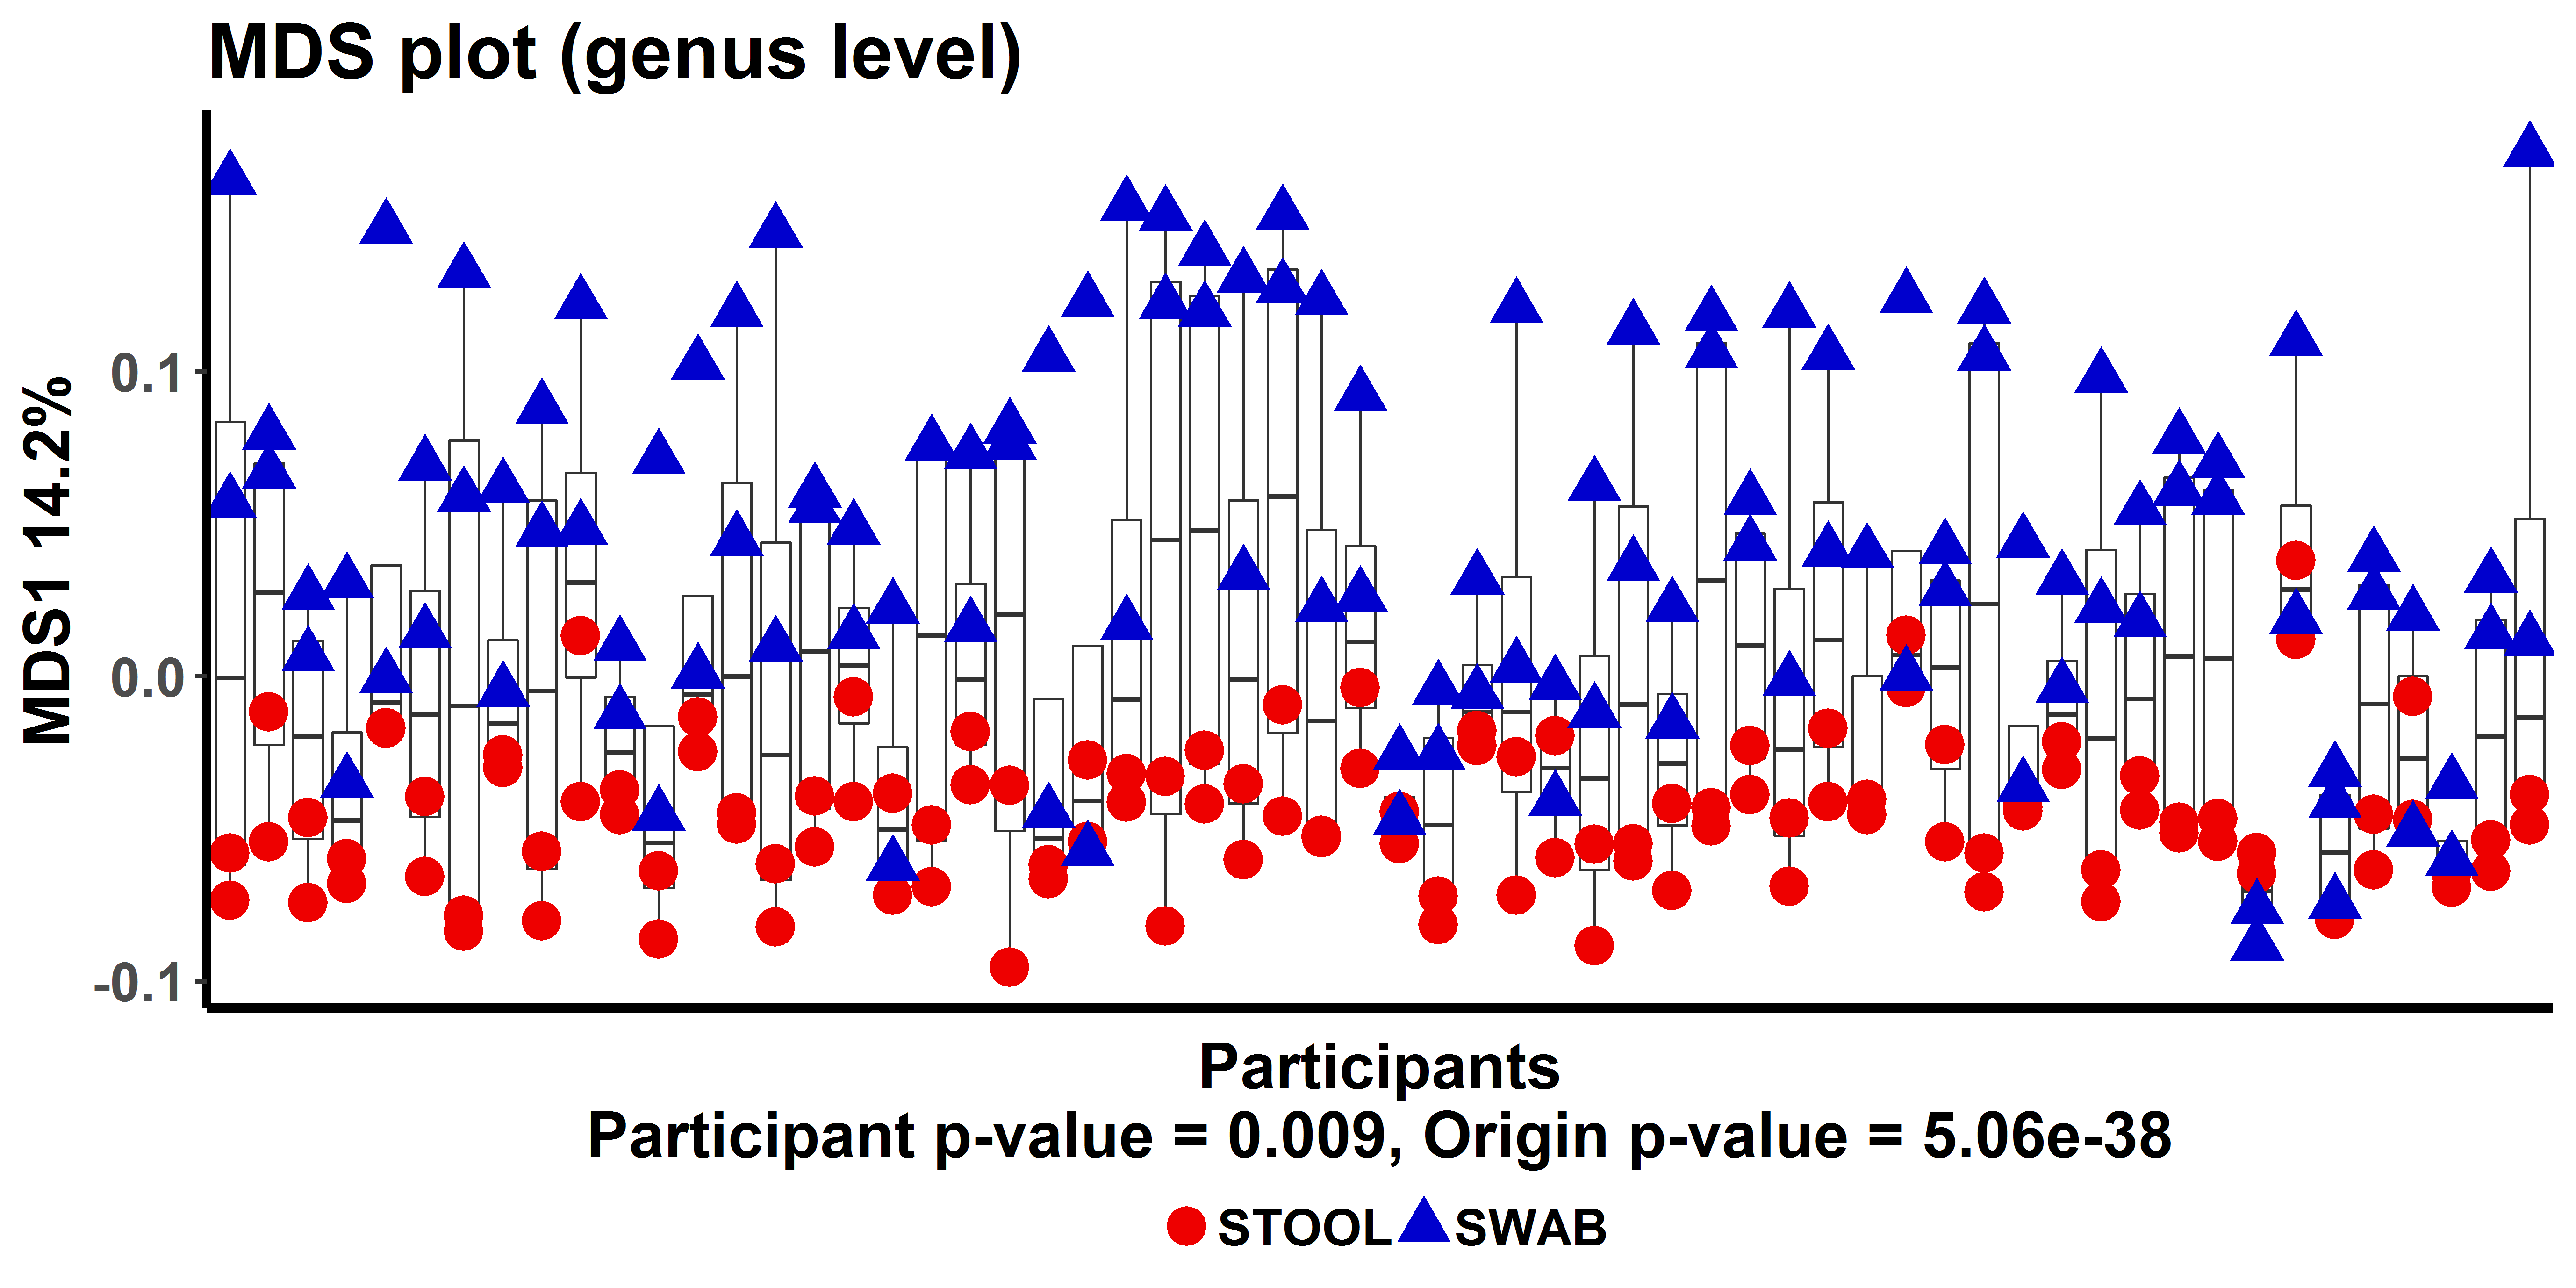 MDS plot (genus level)
MDS1 14.2%
0.1
0.0
-0.1
Participants
Participant p-value = 0.009, Origin p-value = 5.06e-38
STOOL SWAB